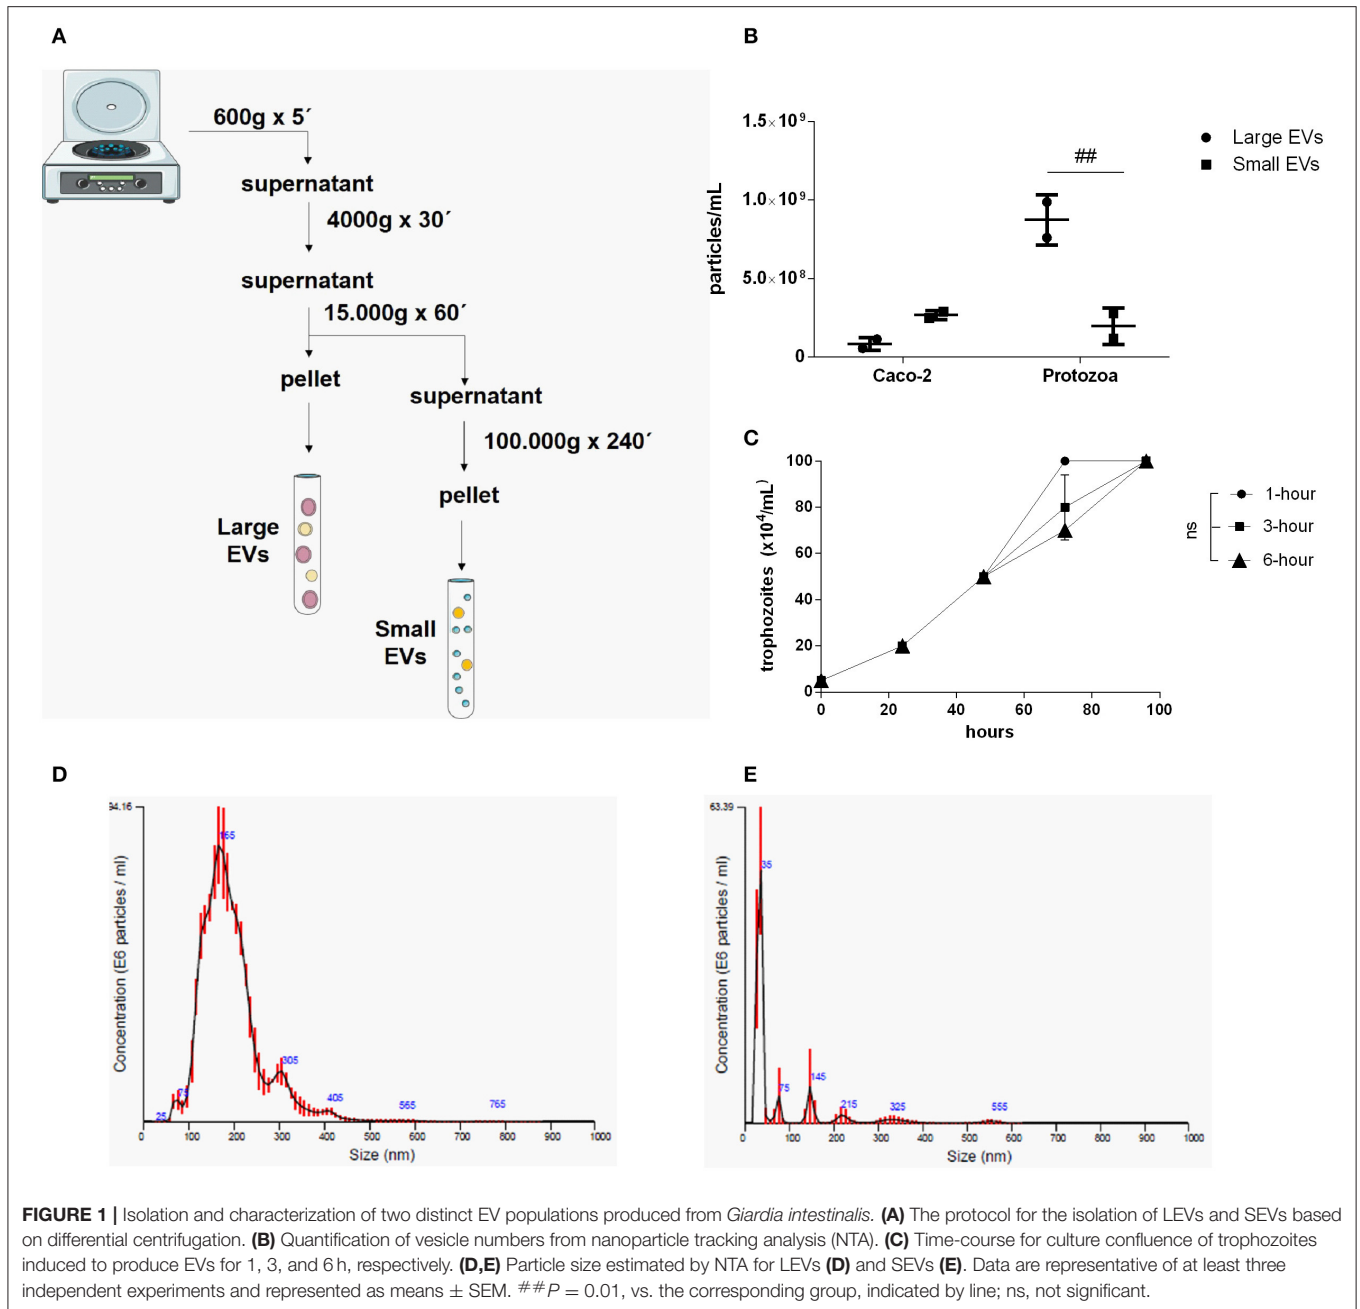 A
600g x 5´
supernatant
4000g x 30´
supernatant
15.000g x 60´
pellet
supernatant
100.000g x 240´
pellet
Large
EVs
Small
EVs
B
1.5×10⁹
1.0×10⁹
5.0×10⁸
0
particles/mL
##
Caco-2
Protozoa
Large EVs
Small EVs
C
100
80
60
40
20
0
trophozoites (x10⁴/mL)
0 20 40 60 80 100
hours
ns
1-hour
3-hour
6-hour
D
94.16
Concentration (E6 particles / ml)
25
75
165
305
405
565
765
0 100 200 300 400 500 600 700 800 900 1000
Size (nm)
E
63.39
Concentration (E6 particles / ml)
35
75
145
215
325
555
0 100 200 300 400 500 600 700 800 900 1000
Size (nm)
FIGURE 1 | Isolation and characterization of two distinct EV populations produced from Giardia intestinalis. (A) The protocol for the isolation of LEVs and SEVs based
on differential centrifugation. (B) Quantification of vesicle numbers from nanoparticle tracking analysis (NTA). (C) Time-course for culture confluence of trophozoites
induced to produce EVs for 1, 3, and 6 h, respectively. (D,E) Particle size estimated by NTA for LEVs (D) and SEVs (E). Data are representative of at least three
independent experiments and represented as means ± SEM. ##P = 0.01, vs. the corresponding group, indicated by line; ns, not significant.